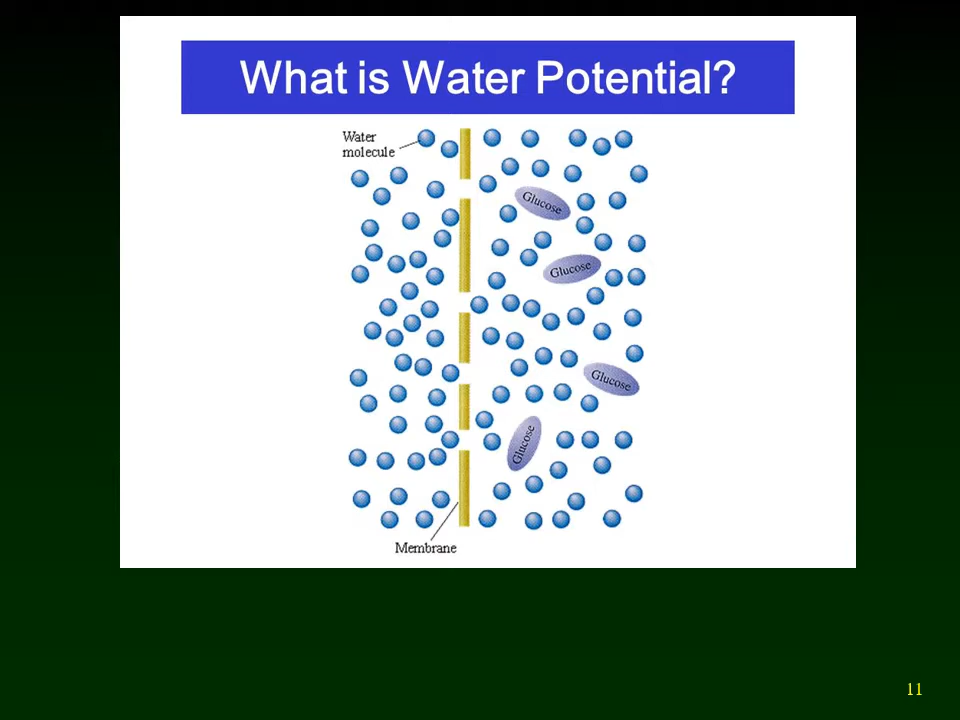 What is Water Potential?
Water
molecule
Glucose
Glucose
Glucose
Glucose
Membrane
11